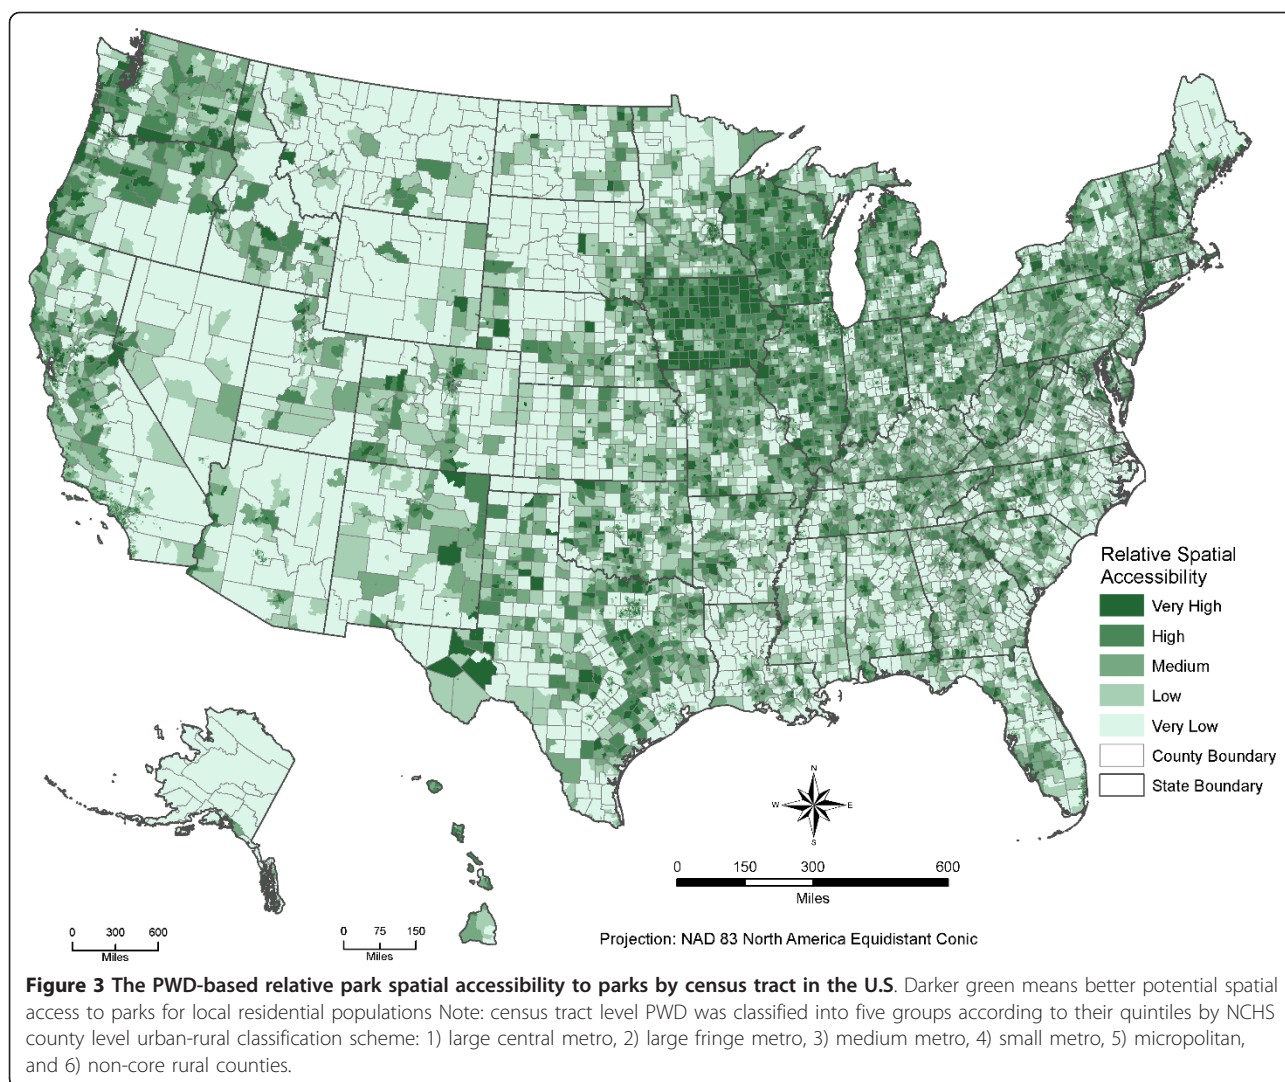 Relative Spatial
Accessibility
Very High
High
Medium
Low
Very Low
County Boundary
State Boundary
N
W
E
S
0 150 300 600
Miles
0 300 600
Miles
0 75 150
Miles
Projection: NAD 83 North America Equidistant Conic
Figure 3 The PWD-based relative park spatial accessibility to parks by census tract in the U.S. Darker green means better potential spatial
access to parks for local residential populations Note: census tract level PWD was classified into five groups according to their quintiles by NCHS
county level urban-rural classification scheme: 1) large central metro, 2) large fringe metro, 3) medium metro, 4) small metro, 5) micropolitan,
and 6) non-core rural counties.